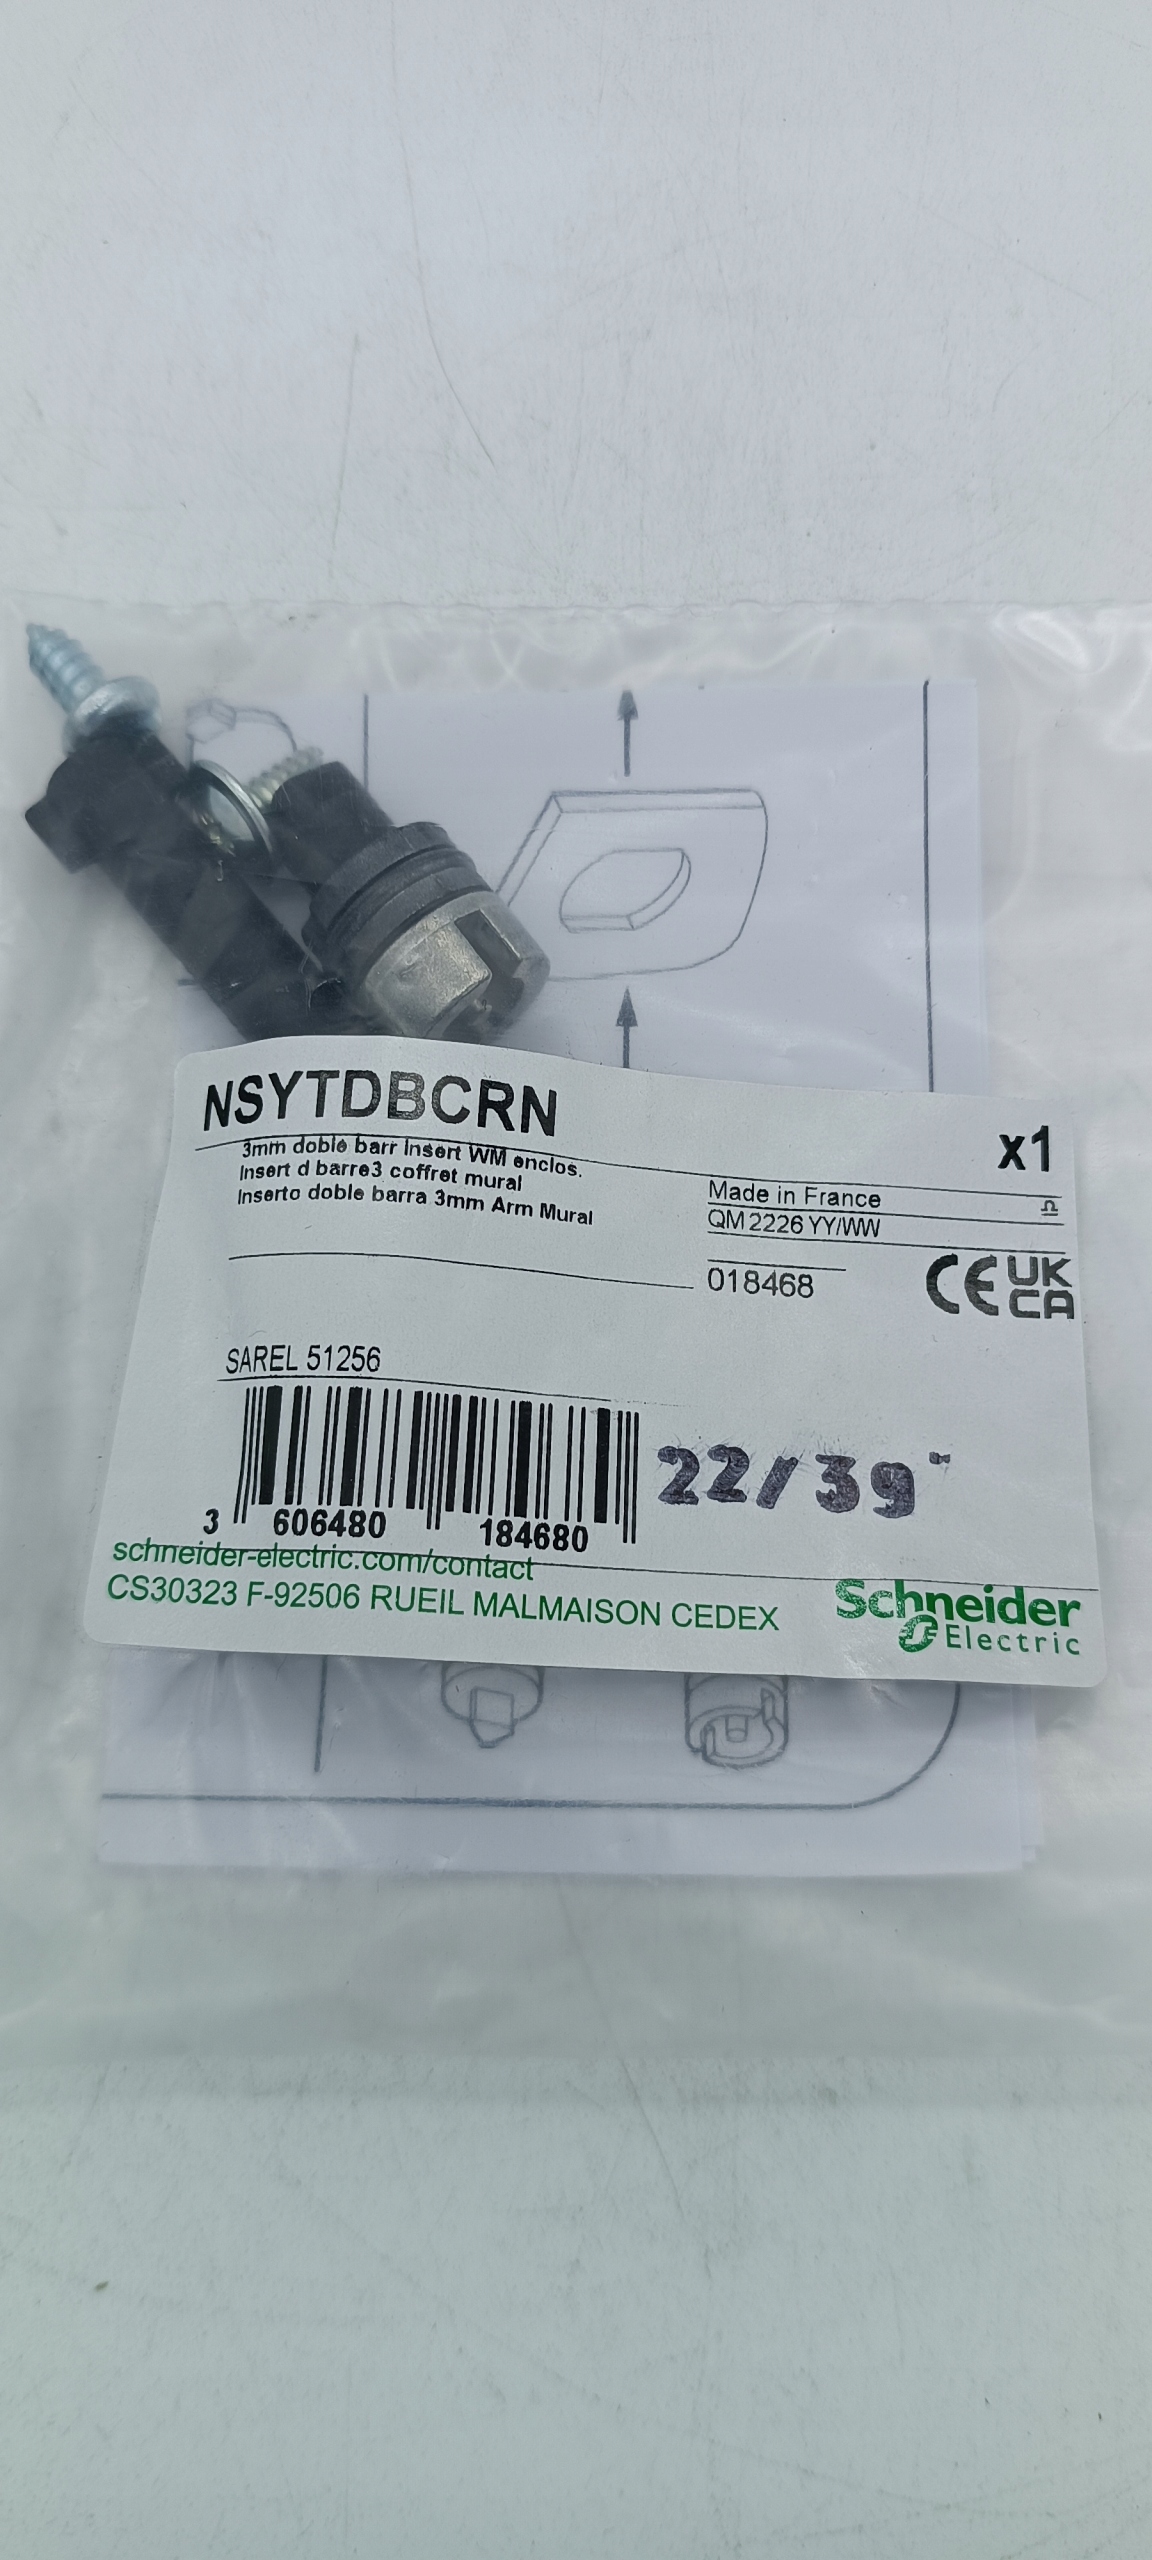 NSYTDBCRN
x1
3mm doble barr Insert WM enclos.
Insert d barre3 coffret mural
Inserto doble barra 3mm Arm Mural
Made in France
QM 2226 YY/WW
018468
CE UK CA
SAREL 51256
22/39
3 606480 184680
schneider-electric.com/contact
CS30323 F-92506 RUEIL MALMAISON CEDEX
Schneider
Electric